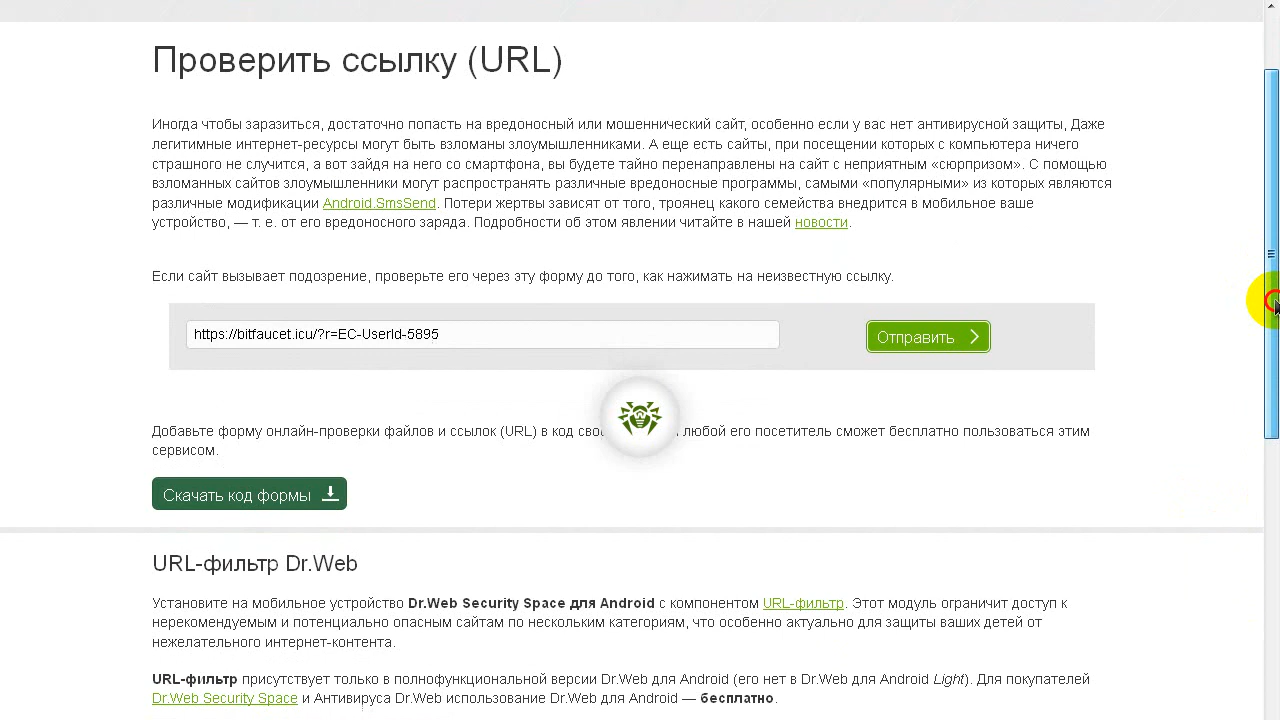 Проверить ссылку (URL)
Иногда чтобы заразиться, достаточно попасть на вредоносный или мошеннический сайт, особенно если у вас нет антивирусной защиты, Даже
легитимные интернет-ресурсы могут быть взломаны злоумышленниками. А еще есть сайты, при посещении которых с компьютера ничего
страшного не случится, а вот зайдя на него со смартфона, вы будете тайно перенаправлены на сайт с неприятным «сюрпризом». С помощью
взломанных сайтов злоумышленники могут распространять различные вредоносные программы, самыми «популярными» из которых являются
различные модификации Android.SmsSend. Потери жертвы зависят от того, троянец какого семейства внедрится в мобильное ваше
устройство, — т. е. от его вредоносного заряда. Подробности об этом явлении читайте в нашей новости.
Если сайт вызывает подозрение, проверьте его через эту форму до того, как нажимать на неизвестную ссылку.
https://bitfaucet.icu/?r=EC-UserId-5895
Отправить
Добавьте форму онлайн-проверки файлов и ссылок (URL) в код любой его посетитель сможет бесплатно пользоваться этим
сервисом.
Скачать код формы
URL-фильтр Dr.Web
Установите на мобильное устройство Dr.Web Security Space для Android с компонентом URL-фильтр. Этот модуль ограничит доступ к
нерекомендуемым и потенциально опасным сайтам по нескольким категориям, что особенно актуально для защиты ваших детей от
нежелательного интернет-контента.
URL-фильтр присутствует только в полнофункциональной версии Dr.Web для Android (его нет в Dr.Web для Android Light). Для покупателей
Dr.Web Security Space и Антивируса Dr.Web использование Dr.Web для Android — бесплатно.